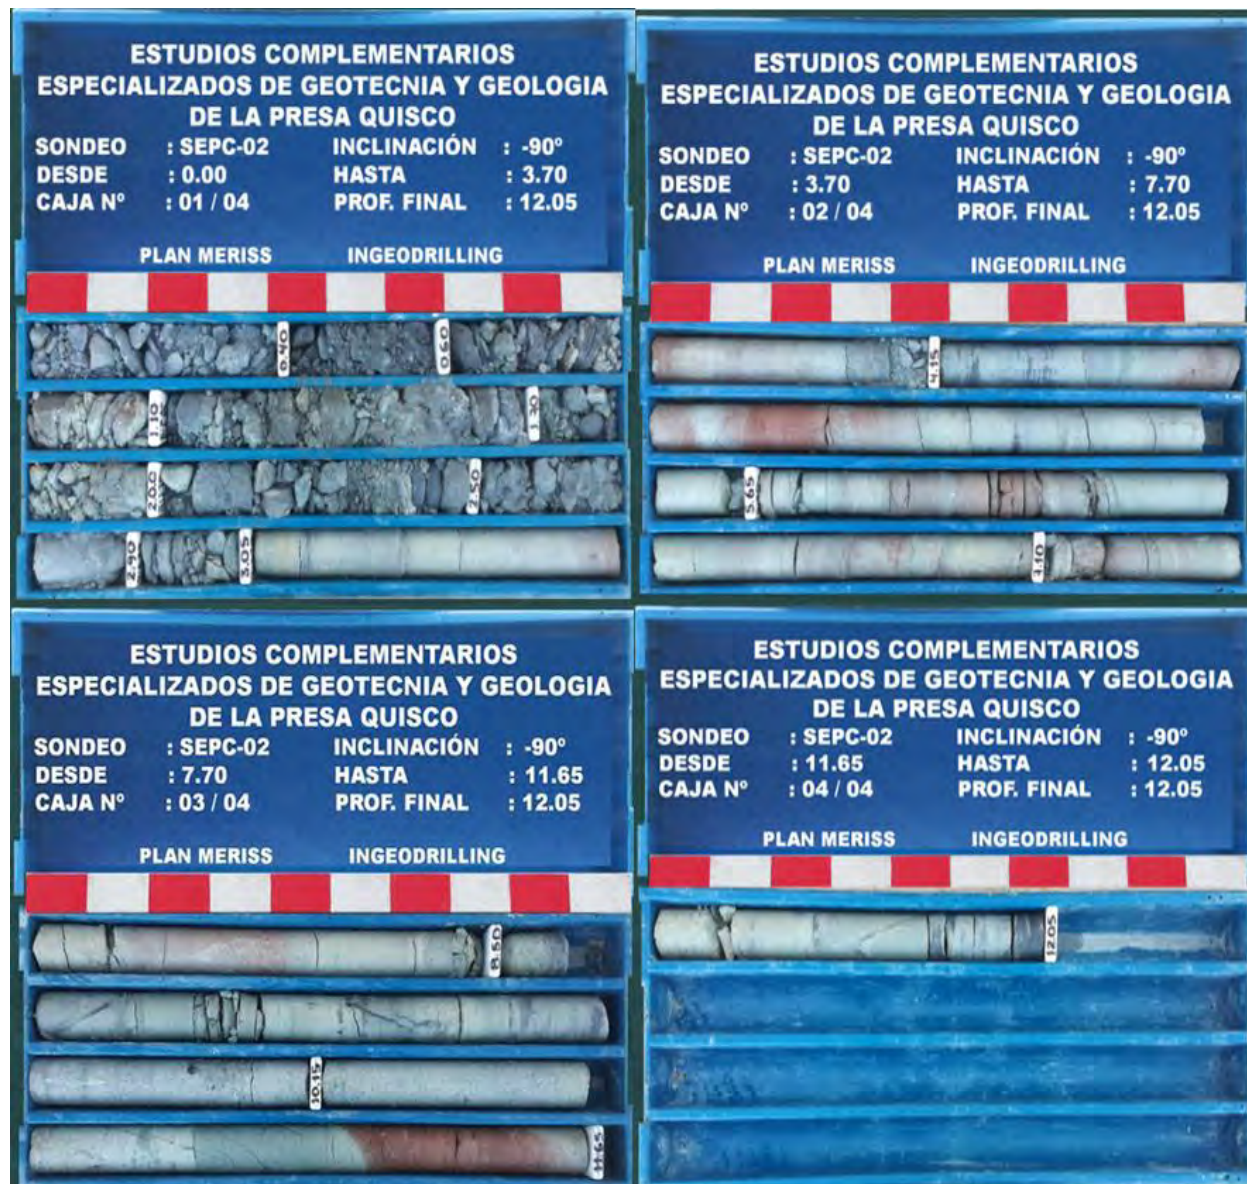 ESTUDIOS COMPLEMENTARIOS
ESPECIALIZADOS DE GEOTECNIA Y GEOLOGIA
DE LA PRESA QUISCO
SONDEO : SEPC-02 INCLINACIÓN : -90º
DESDE : 0.00 HASTA : 3.70
CAJA Nº : 01 / 04 PROF. FINAL : 12.05
PLAN MERISS INGEODRILLING
0.40 0.60
1.10 1.70
2.00 2.50
2.90 3.05
ESTUDIOS COMPLEMENTARIOS
ESPECIALIZADOS DE GEOTECNIA Y GEOLOGIA
DE LA PRESA QUISCO
SONDEO : SEPC-02 INCLINACIÓN : -90º
DESDE : 3.70 HASTA : 7.70
CAJA Nº : 02 / 04 PROF. FINAL : 12.05
PLAN MERISS INGEODRILLING
4.15
5.65
7.10
ESTUDIOS COMPLEMENTARIOS
ESPECIALIZADOS DE GEOTECNIA Y GEOLOGIA
DE LA PRESA QUISCO
SONDEO : SEPC-02 INCLINACIÓN : -90º
DESDE : 7.70 HASTA : 11.65
CAJA Nº : 03 / 04 PROF. FINAL : 12.05
PLAN MERISS INGEODRILLING
8.50
10.15
11.65
ESTUDIOS COMPLEMENTARIOS
ESPECIALIZADOS DE GEOTECNIA Y GEOLOGIA
DE LA PRESA QUISCO
SONDEO : SEPC-02 INCLINACIÓN : -90º
DESDE : 11.65 HASTA : 12.05
CAJA Nº : 04 / 04 PROF. FINAL : 12.05
PLAN MERISS INGEODRILLING
12.05